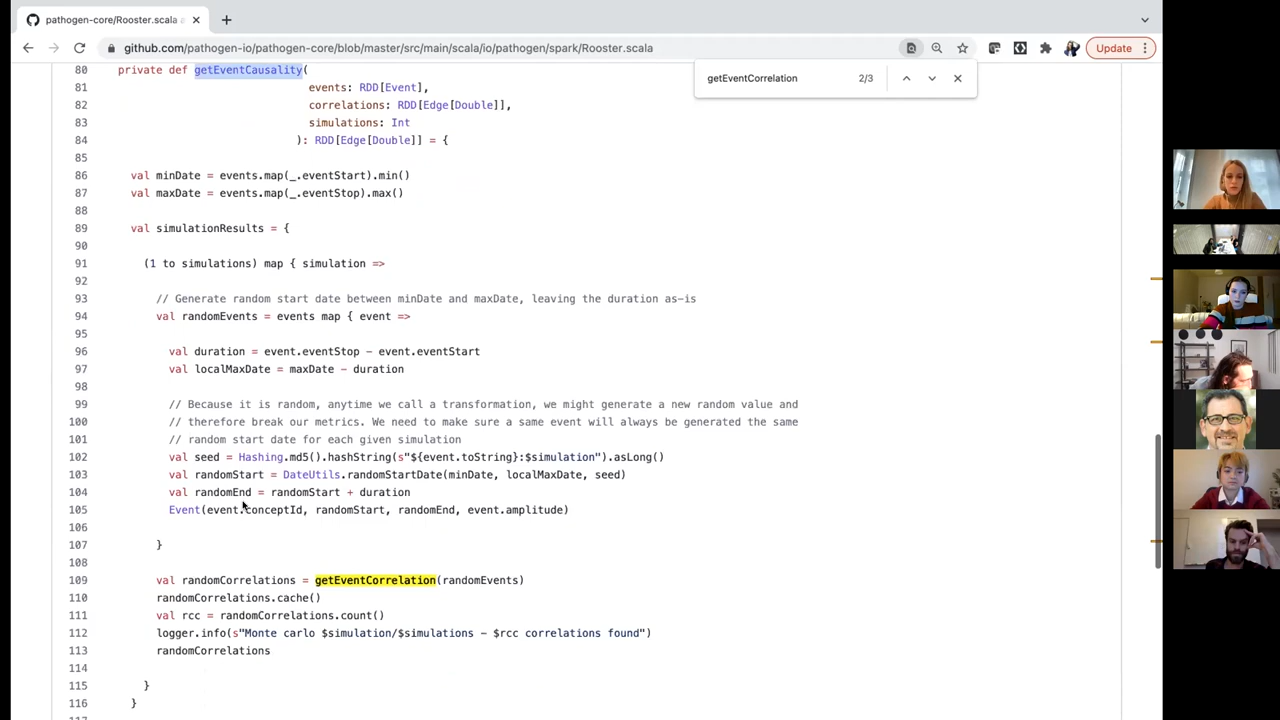 pathogen-core/Rooster.scala
github.com/pathogen-io/pathogen-core/blob/master/src/main/scala/io/pathogen/spark/Rooster.scala
Update
getEventCorrelation 2/3
80 private def getEventCausality(
81 events: RDD[Event],
82 correlations: RDD[Edge[Double]],
83 simulations: Int
84 ): RDD[Edge[Double]] = {
85
86 val minDate = events.map(_.eventStart).min()
87 val maxDate = events.map(_.eventStop).max()
88
89 val simulationResults = {
90
91 (1 to simulations) map { simulation =>
92
93 // Generate random start date between minDate and maxDate, leaving the duration as-is
94 val randomEvents = events map { event =>
95
96 val duration = event.eventStop - event.eventStart
97 val localMaxDate = maxDate - duration
98
99 // Because it is random, anytime we call a transformation, we might generate a new random value and
100 // therefore break our metrics. We need to make sure a same event will always be generated the same
101 // random start date for each given simulation
102 val seed = Hashing.md5().hashString(s"${event.toString}:$simulation").asLong()
103 val randomStart = DateUtils.randomStartDate(minDate, localMaxDate, seed)
104 val randomEnd = randomStart + duration
105 Event(event.conceptId, randomStart, randomEnd, event.amplitude)
106
107 }
108
109 val randomCorrelations = getEventCorrelation(randomEvents)
110 randomCorrelations.cache()
111 val rcc = randomCorrelations.count()
112 logger.info(s"Monte carlo $simulation/$simulations - $rcc correlations found")
113 randomCorrelations
114
115 }
116 }